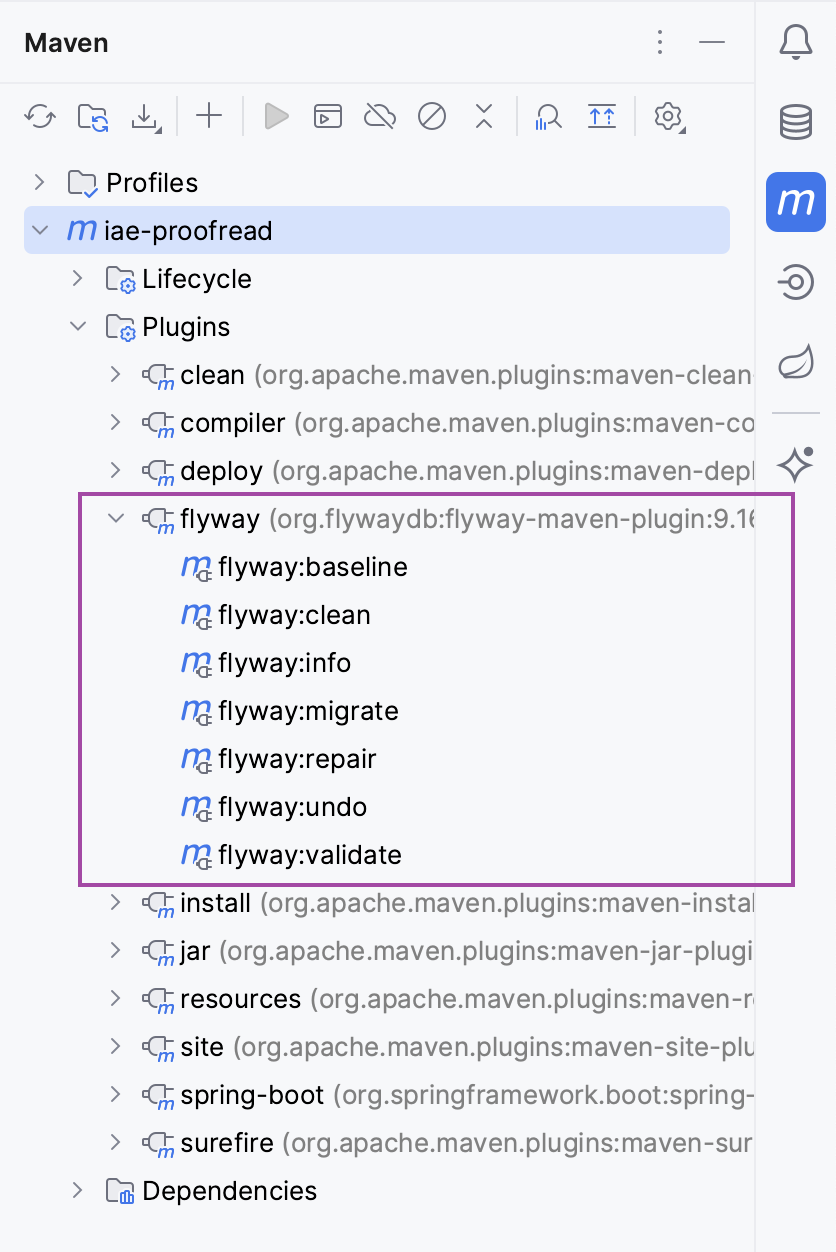 Maven
Profiles
m iae-proofread
Lifecycle
Plugins
clean (org.apache.maven.plugins:maven-clean-
compiler (org.apache.maven.plugins:maven-co
deploy (org.apache.maven.plugins:maven-depl
flyway (org.flywaydb:flyway-maven-plugin:9.16
flyway:baseline
flyway:clean
flyway:info
flyway:migrate
flyway:repair
flyway:undo
flyway:validate
install (org.apache.maven.plugins:maven-instal
jar (org.apache.maven.plugins:maven-jar-plugi
resources (org.apache.maven.plugins:maven-re
site (org.apache.maven.plugins:maven-site-plu
spring-boot (org.springframework.boot:spring-
surefire (org.apache.maven.plugins:maven-sur
Dependencies
m